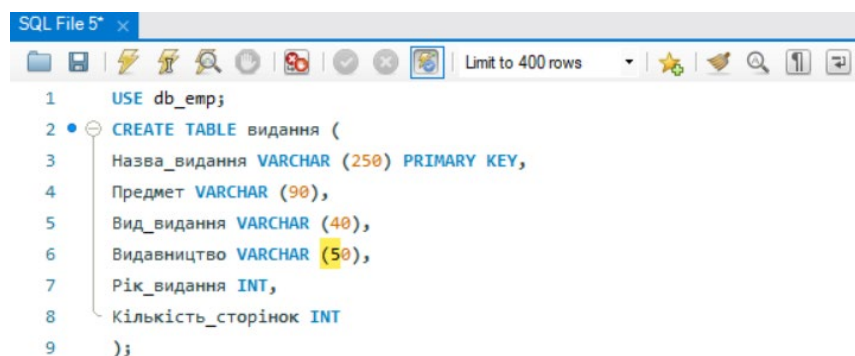 SQL File 5* ×
Limit to 400 rows
1 USE db_emp;
2 CREATE TABLE видання (
3 Назва_видання VARCHAR (250) PRIMARY KEY,
4 Предмет VARCHAR (90),
5 Вид_видання VARCHAR (40),
6 Видавництво VARCHAR (50),
7 Рік_видання INT,
8 Кількість_сторінок INT
9 );